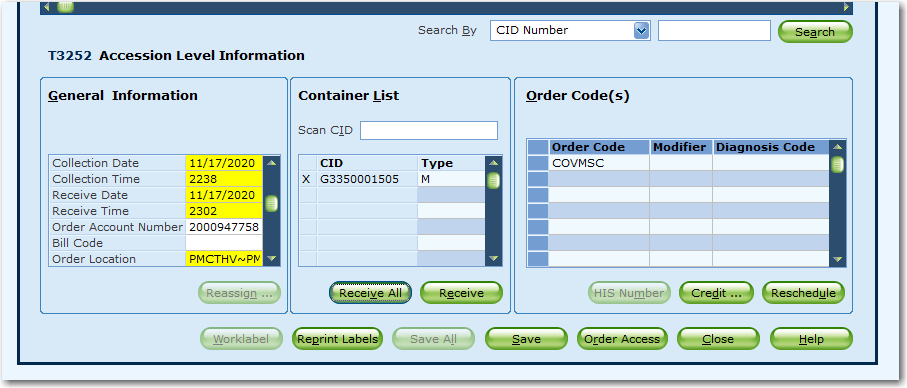 Search By CID Number Search
T3252 Accession Level Information
General Information Container List Order Code(s)
Scan CID
Order Code Modifier Diagnosis Code
Collection Date 11/17/2020 CID Type COVMSC
Collection Time 2238 X G3350001505 M
Receive Date 11/17/2020
Receive Time 2302
Order Account Number 2000947758
Bill Code
Order Location PMCTHV~PM
Reassign ... Receive All Receive HIS Number Credit ... Reschedule
Worklabel Reprint Labels Save All Save Order Access Close Help